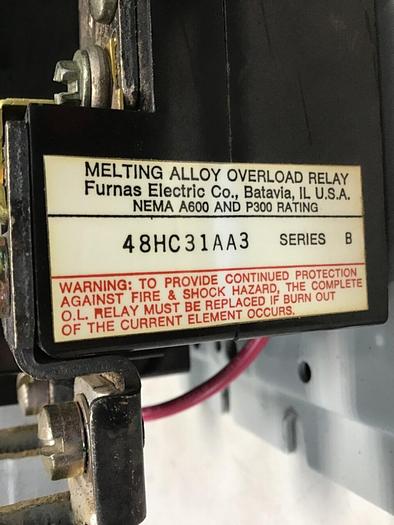 MELTING ALLOY OVERLOAD RELAY
Furnas Electric Co., Batavia, IL U.S.A.
NEMA A600 AND P300 RATING
48HC31AA3 SERIES B
WARNING: TO PROVIDE CONTINUED PROTECTION
AGAINST FIRE & SHOCK HAZARD, THE COMPLETE
O.L. RELAY MUST BE REPLACED IF BURN OUT
OF THE CURRENT ELEMENT OCCURS.